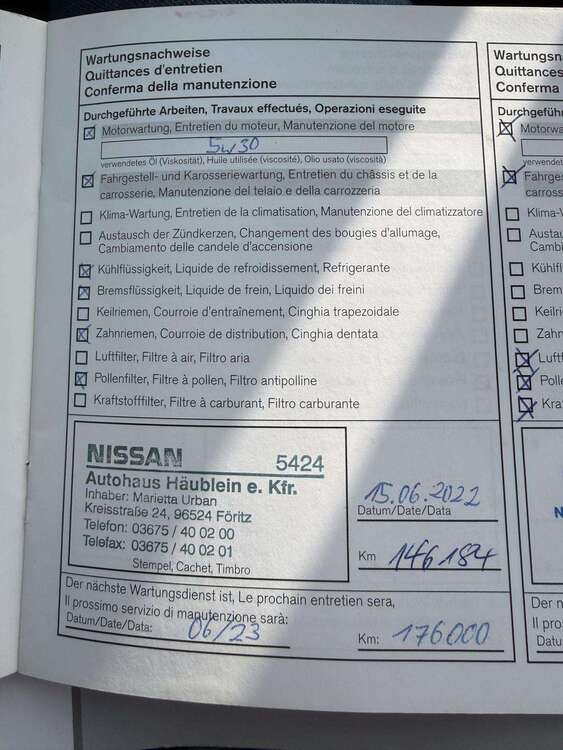 Wartungsnachweise
Quittances d'entretien
Conferma della manutenzione
Durchgeführte Arbeiten, Travaux effectués, Operazioni eseguite
Motorwartung, Entretien du moteur, Manutenzione del motore
5w30
verwendetes Öl (Viskosität), Huile utilisée (viscosité), Olio usato (viscosità)
Fahrgestell- und Karosseriewartung, Entretien du châssis et de la
carrosserie, Manutenzione del telaio e della carrozzeria
Klima-Wartung, Entretien de la climatisation, Manutenzione del climatizzatore
Austausch der Zündkerzen, Changement des bougies d'allumage,
Cambiamento delle candele d'accensione
Kühlflüssigkeit, Liquide de refroidissement, Refrigerante
Bremsflüssigkeit, Liquide de frein, Liquido dei freini
Keilriemen, Courroie d'entraînement, Cinghia trapezoidale
Zahnriemen, Courroie de distribution, Cinghia dentata
Luftfilter, Filtre à air, Filtro aria
Pollenfilter, Filtre à pollen, Filtro antipolline
Kraftstofffilter, Filtre à carburant, Filtro carburante
NISSAN 5424
Autohaus Häublein e. Kfr.
Inhaber: Marietta Urban
Kreisstraße 24, 96524 Föritz
Telefon: 03675 / 40 02 00
Telefax: 03675 / 40 02 01
Stempel, Cachet, Timbro
15.06.2022
Datum/Date/Data
Km 146184
Der nächste Wartungsdienst ist, Le prochain entretien sera,
Il prossimo servizio di manutenzione sarà:
Datum/Date/Data: 06/23
Km: 176000
Wartungsn
Quittances
Conferma
Durchgefüh
Motorwa
verwendet
Fahrges
carross
Klima-V
Austau
Cambi
Kühlfl
Brem
Keilri
Zahn
Luft
Polle
Kra
N
Der n
Il pro
Datu